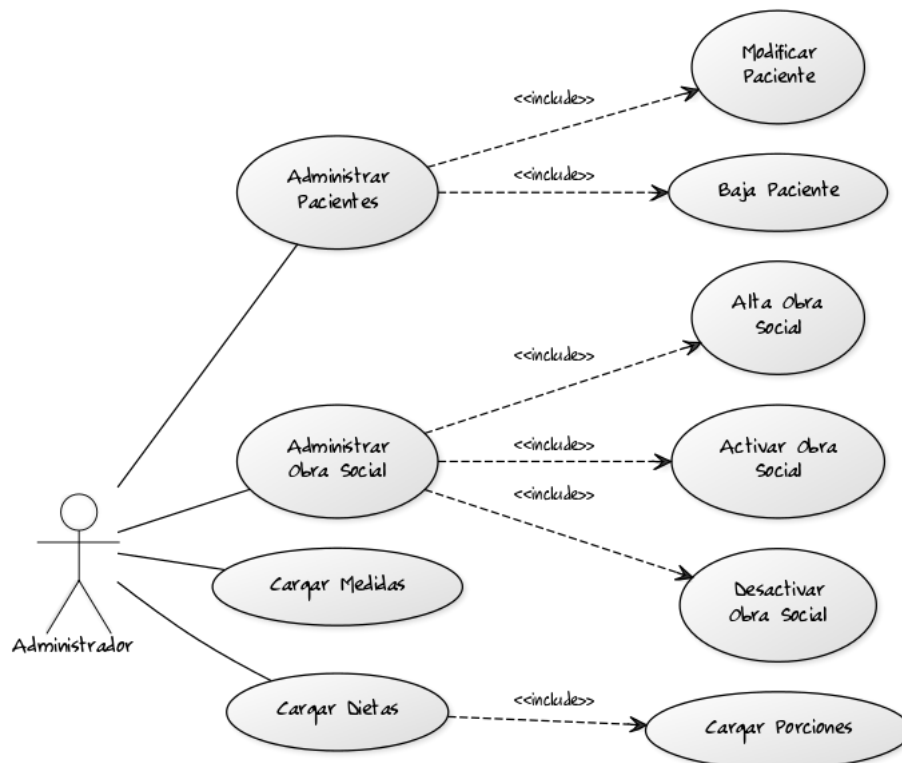 Modificar
Paciente
<<include>>
Administrar
Pacientes
<<include>>
Baja Paciente
Alta Obra
Social
<<include>>
Administrar
Obra Social
<<include>>
Activar Obra
Social
<<include>>
Desactivar
Obra Social
Cargar Medidas
Administrador
Cargar Dietas
<<include>>
Cargar Porciones